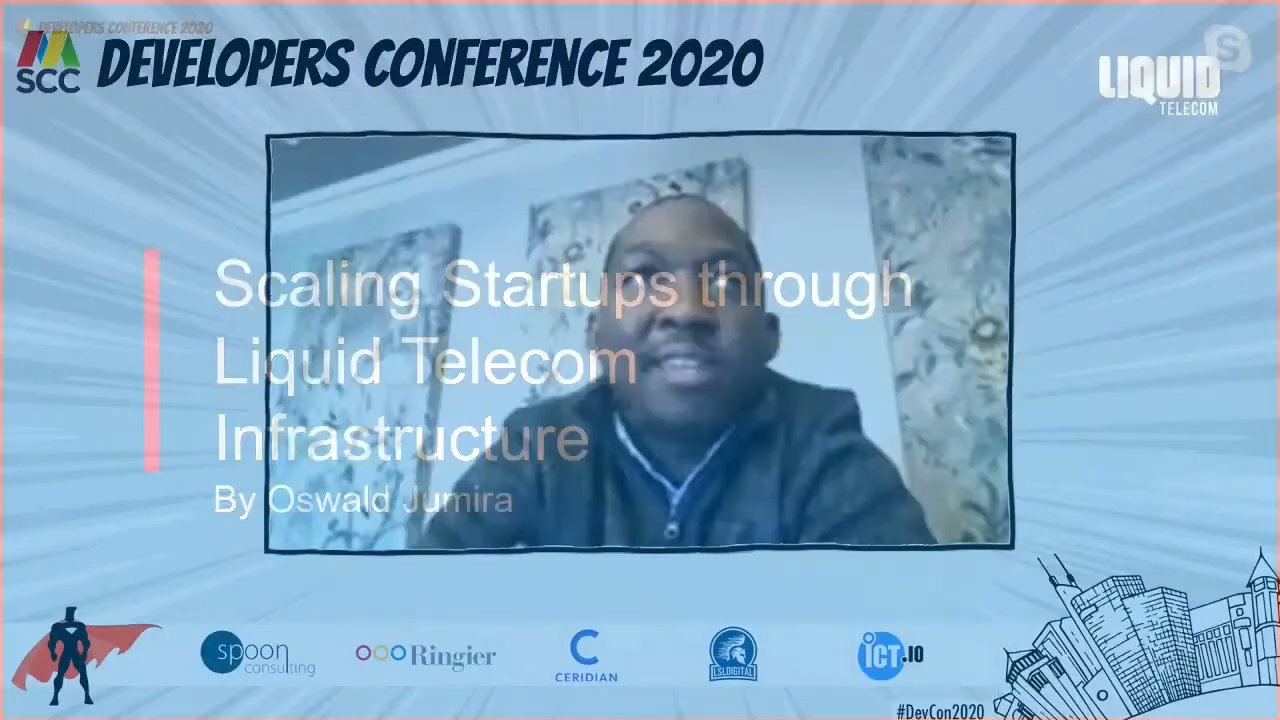 DEVELOPERS CONFERENCE 2020
SCC
DEVELOPERS CONFERENCE 2020
S
LIQUID
TELECOM
Scaling Startups through
Liquid Telecom
Infrastructure
By Oswald Jumira
spoon
consulting
Ringier
C
CERIDIAN
LSLDIGITAL
iCT.IO
#DevCon2020